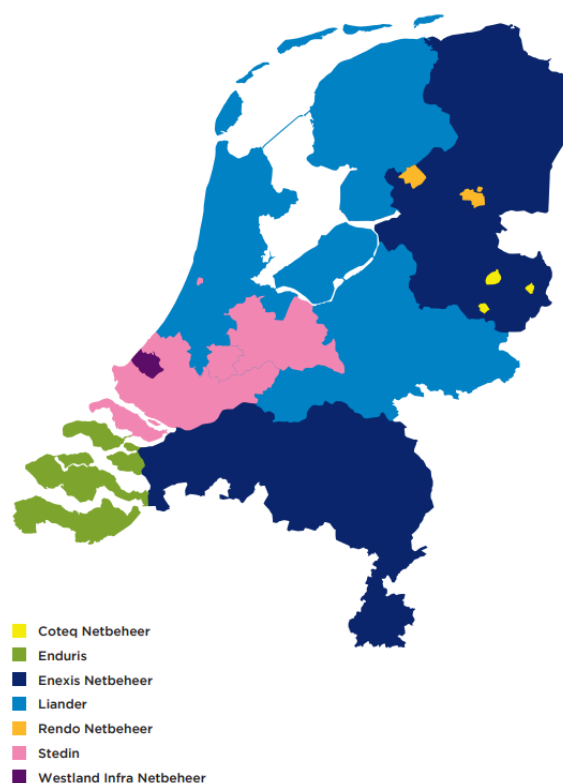 Coteq Netbeheer
Enduris
Enexis Netbeheer
Liander
Rendo Netbeheer
Stedin
Westland Infra Netbeheer